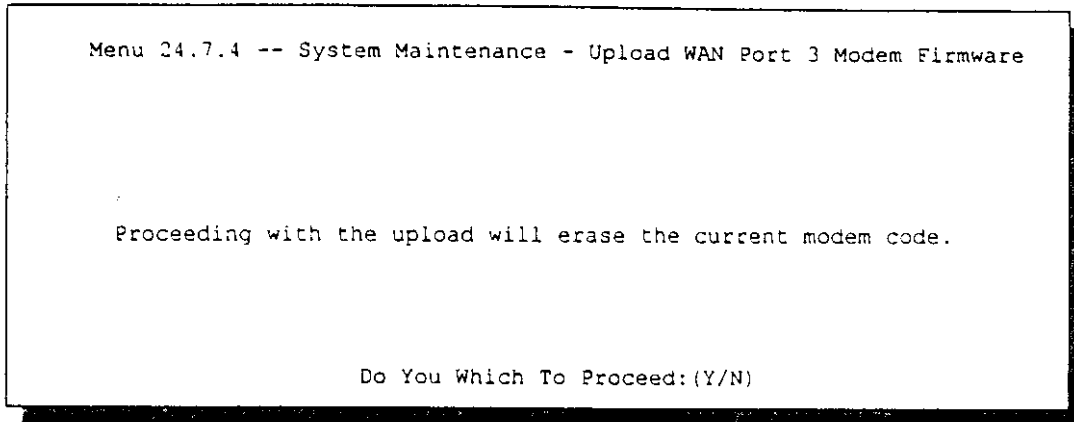 Menu 24.7.4 -- System Maintenance - Upload WAN Port 3 Modem Firmware
Proceeding with the upload will erase the current modem code.
Do You Which To Proceed:(Y/N)